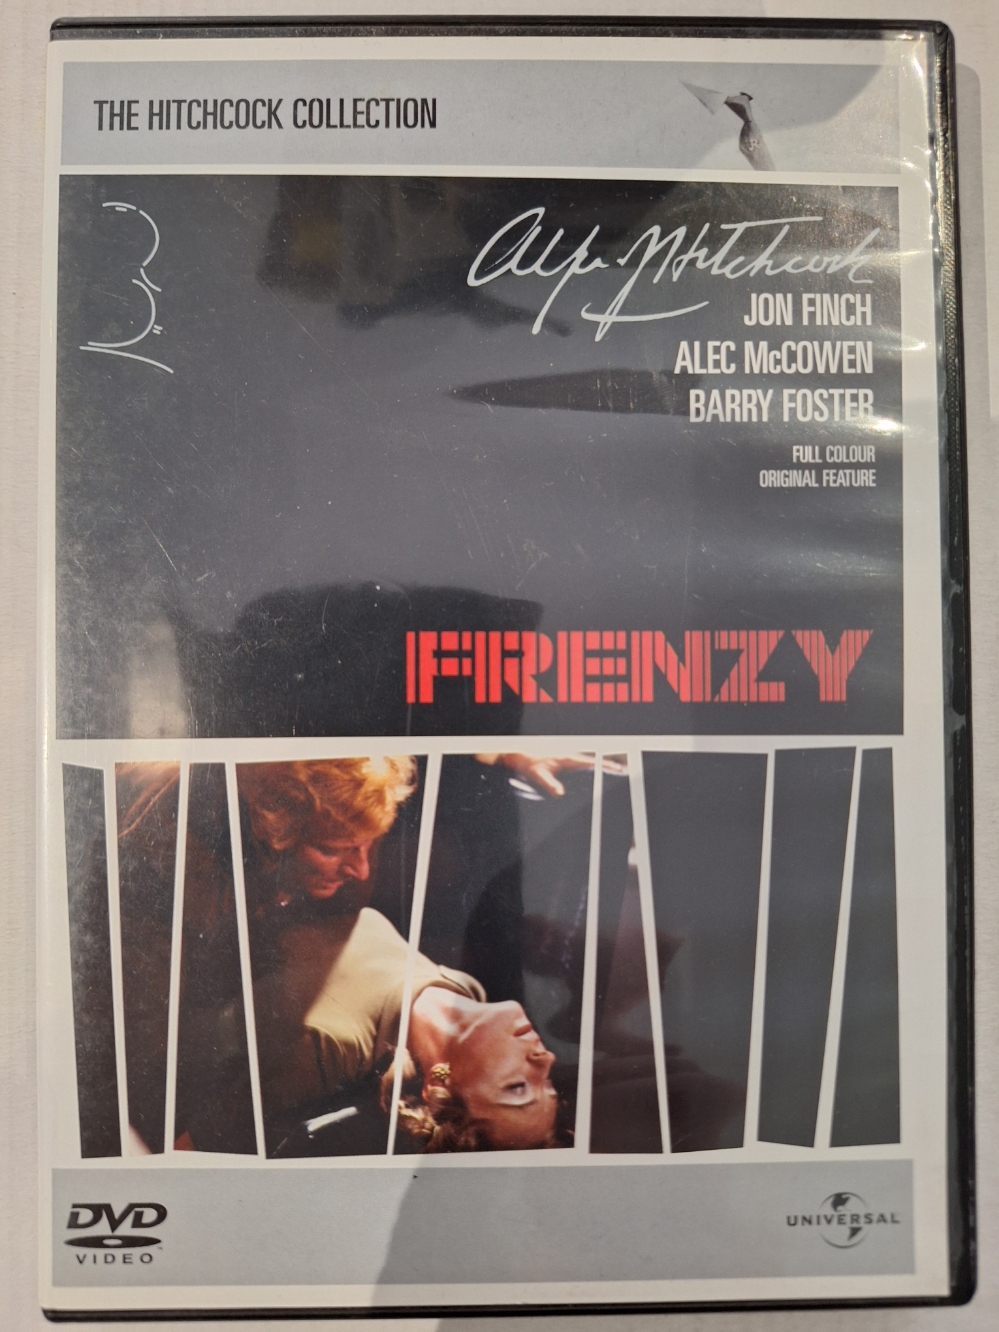 THE HITCHCOCK COLLECTION
Alfred Hitchcock
JON FINCH
ALEC McCOWEN
BARRY FOSTER
FULL COLOUR
ORIGINAL FEATURE
FRENZY
DVD
VIDEO
UNIVERSAL